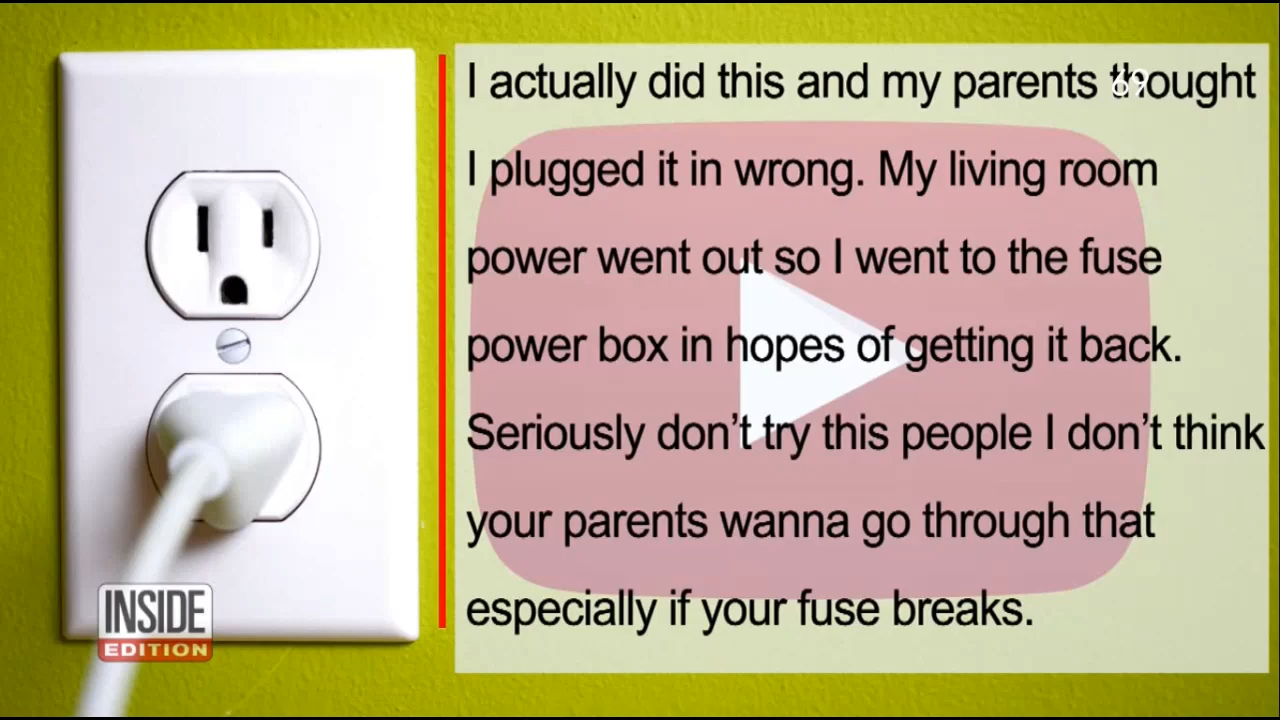 I actually did this and my parents thought
I plugged it in wrong. My living room
power went out so I went to the fuse
power box in hopes of getting it back.
Seriously don't try this people I don't think
your parents wanna go through that
especially if your fuse breaks.
69
INSIDE
EDITION